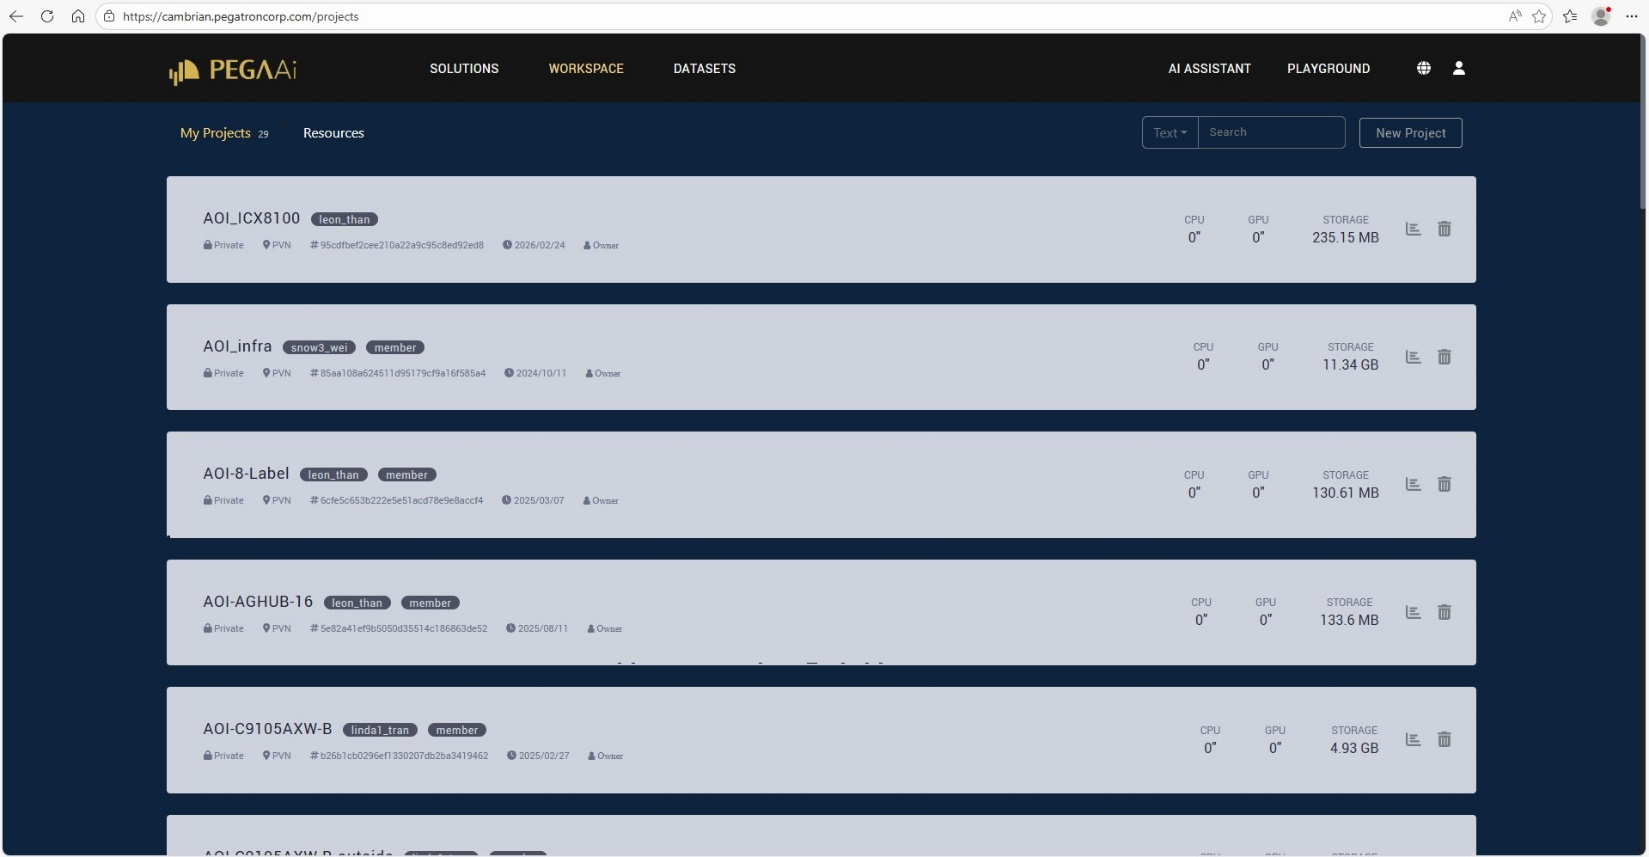 https://cambrian.pegatroncorp.com/projects
PEGAAi SOLUTIONS WORKSPACE DATASETS AI ASSISTANT PLAYGROUND
My Projects 29 Resources Text Search New Project
AOI_ICX8100 leon_than CPU GPU STORAGE
Private PVN #95cdfbef2cee210a22a9c95c8ed92ed8 2026/02/24 Owner 0" 0" 235.15 MB
AOI_infra snow3_wei member CPU GPU STORAGE
Private PVN #85aa108a624511d95179cf9a16f585a4 2024/10/11 Owner 0" 0" 11.34 GB
AOI-8-Label leon_than member CPU GPU STORAGE
Private PVN #6cfe5c653b222e5e51acd78e9e8accf4 2025/03/07 Owner 0" 0" 130.61 MB
AOI-AGHUB-16 leon_than member CPU GPU STORAGE
Private PVN #5e82a41ef9b5050d35514c186863de52 2025/08/11 Owner 0" 0" 133.6 MB
AOI-C9105AXW-B linda1_tran member CPU GPU STORAGE
Private PVN #b26b1cb0296ef1330207db2ba3419462 2025/02/27 Owner 0" 0" 4.93 GB
AOI-C9105AXW-B-outside